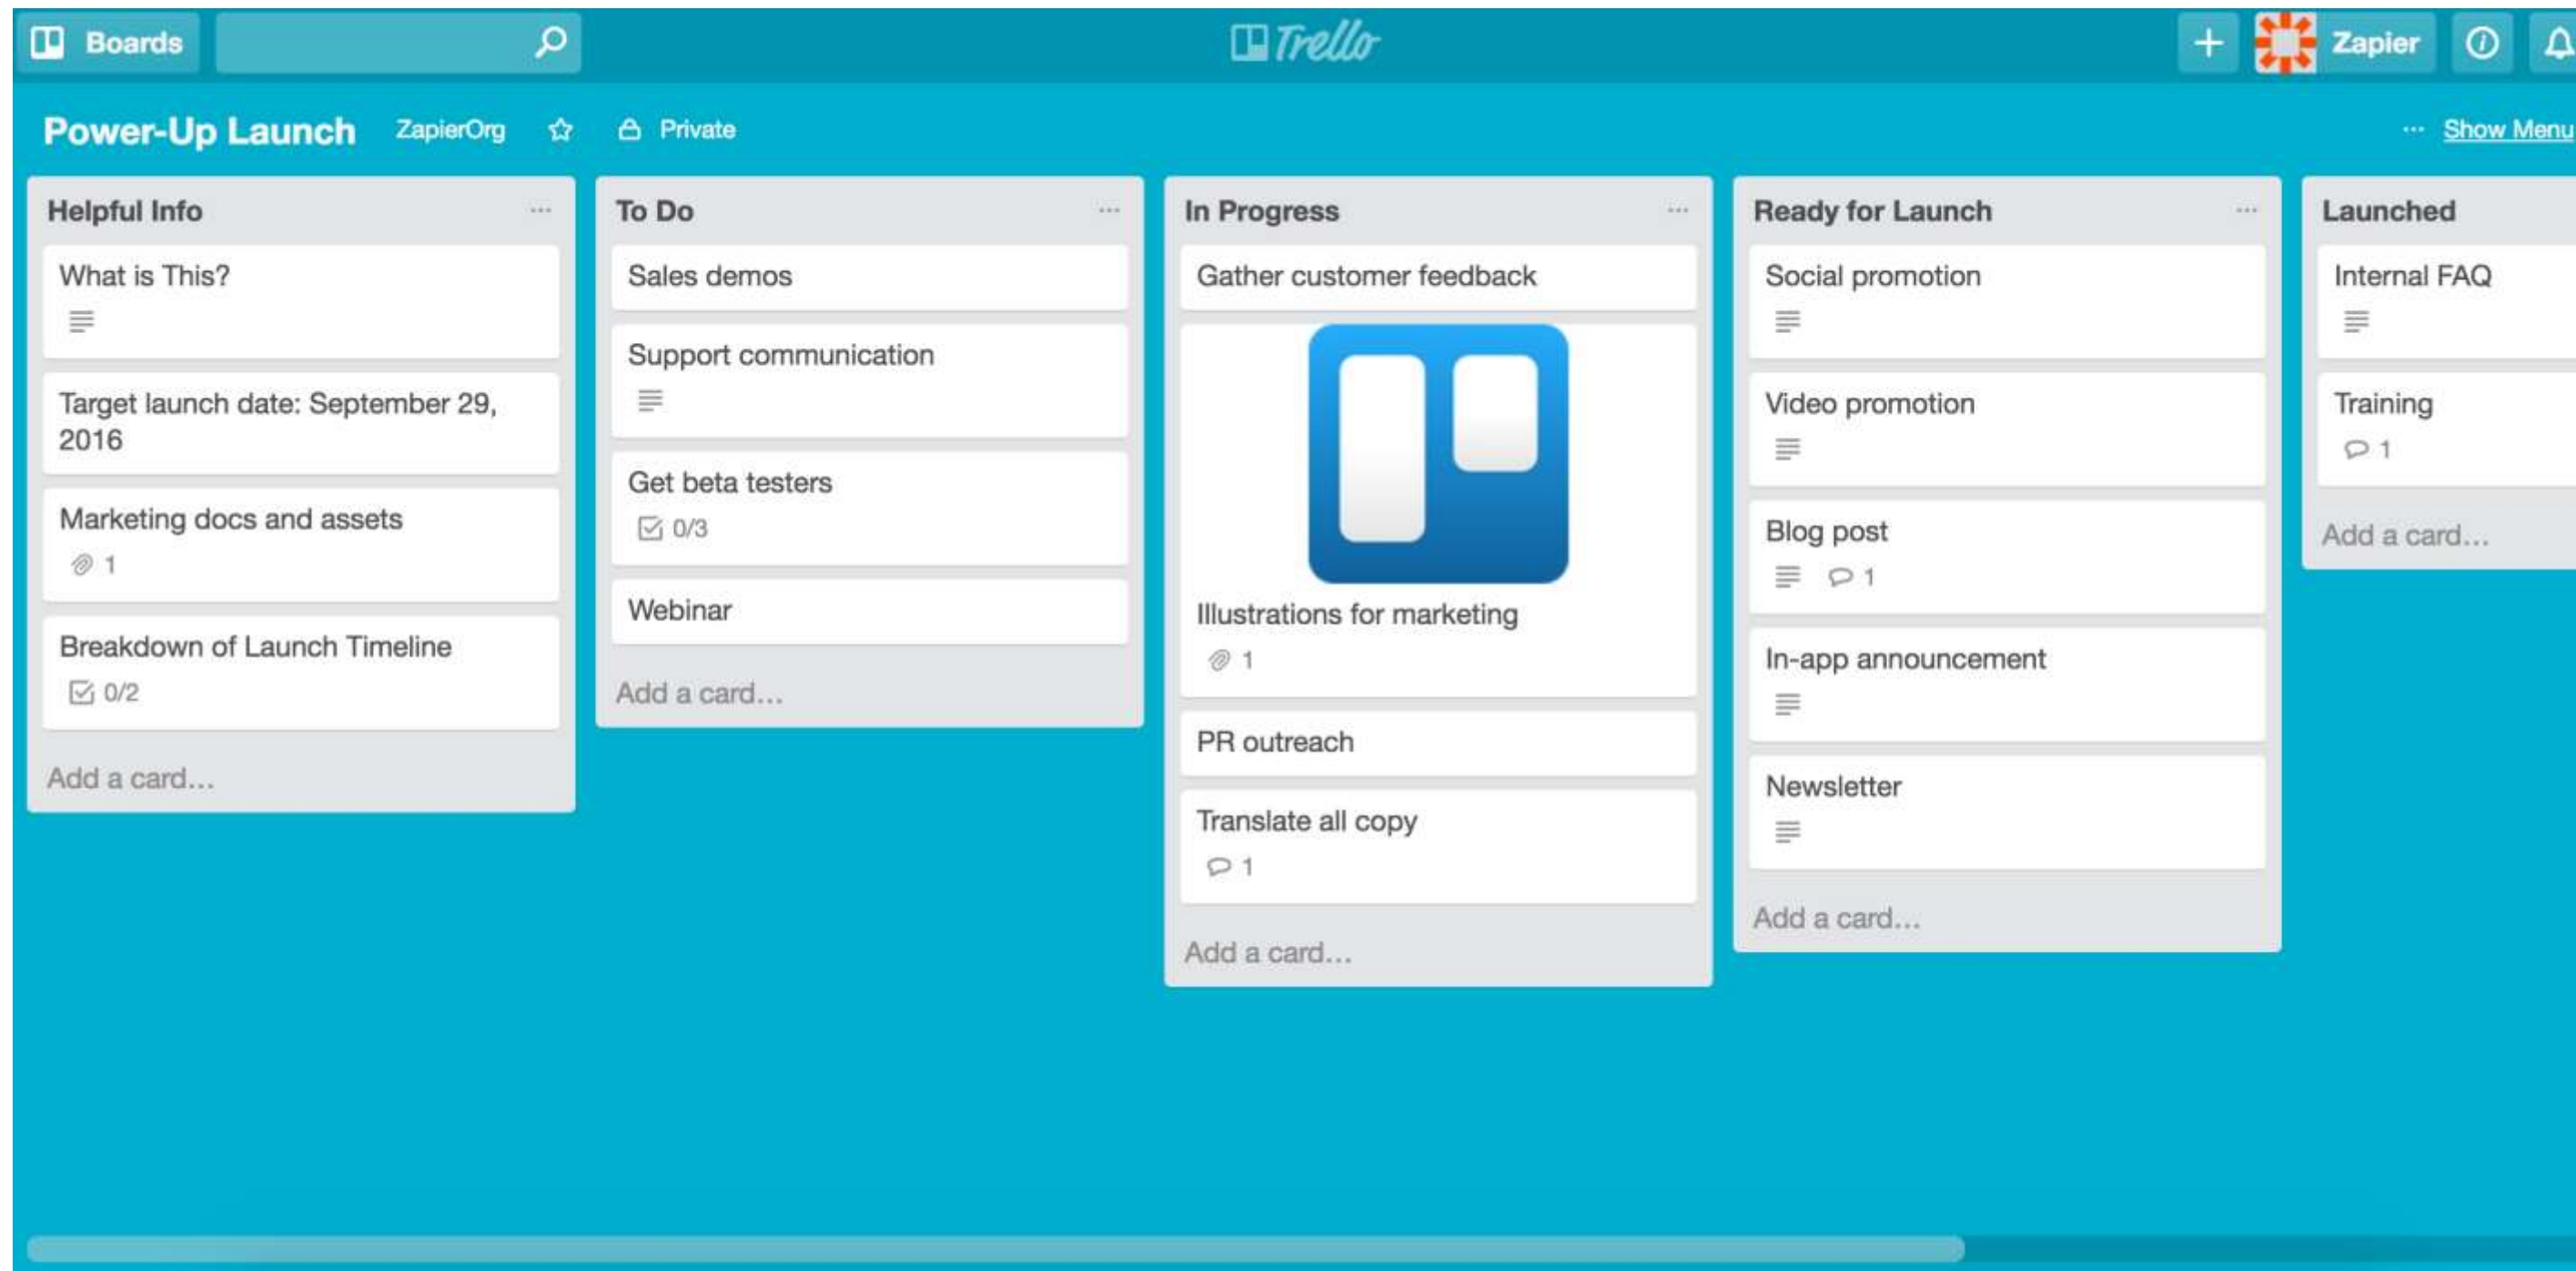 Boards
Trello
Zapier
Power-Up Launch ZapierOrg Private
... Show Menu
Helpful Info ...
What is This?
Target launch date: September 29,
2016
Marketing docs and assets
1
Breakdown of Launch Timeline
0/2
Add a card...
To Do ...
Sales demos
Support communication
Get beta testers
0/3
Webinar
Add a card...
In Progress ...
Gather customer feedback
Illustrations for marketing
1
PR outreach
Translate all copy
1
Add a card...
Ready for Launch ...
Social promotion
Video promotion
Blog post
1
In-app announcement
Newsletter
Add a card...
Launched
Internal FAQ
Training
1
Add a card...